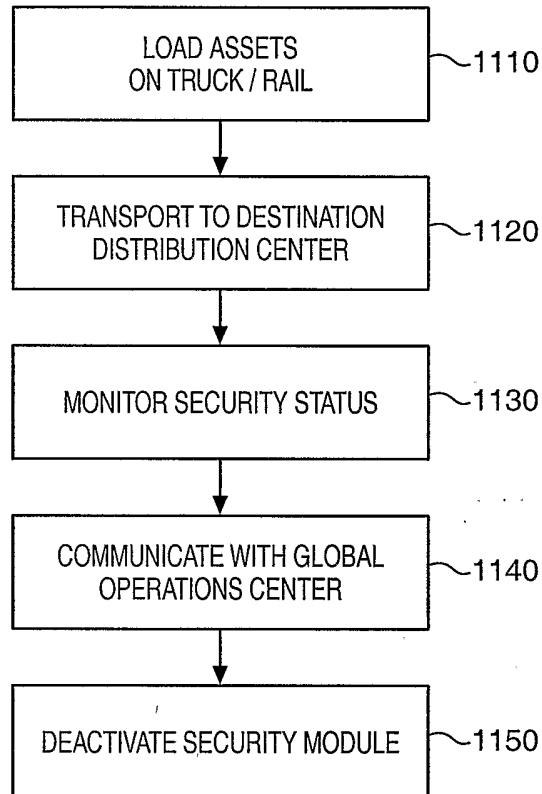 LOAD ASSETS
ON TRUCK / RAIL
1110
TRANSPORT TO DESTINATION
DISTRIBUTION CENTER
1120
MONITOR SECURITY STATUS
1130
COMMUNICATE WITH GLOBAL
OPERATIONS CENTER
1140
DEACTIVATE SECURITY MODULE
1150